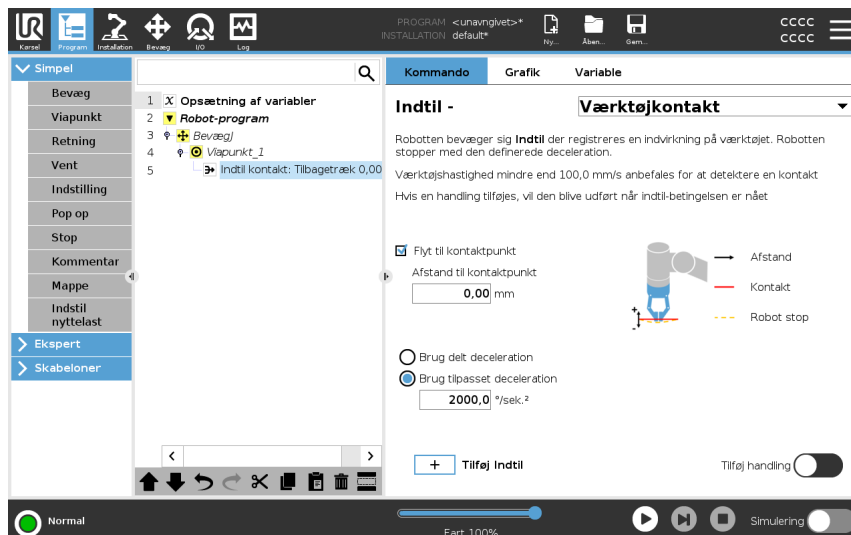 UR
Kørsel
Program
Installation
Bevæg
I/O
Log
PROGRAM <unavngivet>*
INSTALLATION default*
Ny...
Åben...
Gem...
CCCC
CCCC
Simpel
Bevæg
Viapunkt
Retning
Vent
Indstilling
Pop op
Stop
Kommentar
Mappe
Indstil
nyttelast
Ekspert
Skabeloner
1 X Opsætning af variabler
2 Robot-program
3 BevægJ
4 Viapunkt_1
5 Indtil kontakt: Tilbagetræk 0,00
Kommando
Grafik
Variable
Indtil -
Værktøjkontakt
Robotten bevæger sig Indtil der registreres en indvirkning på værktøjet. Robotten
stopper med den definerede deceleration.
Værktøjshastighed mindre end 100,0 mm/s anbefales for at detektere en kontakt
Hvis en handling tilføjes, vil den blive udført når indtil-betingelsen er nået
Flyt til kontaktpunkt
Afstand til kontaktpunkt
0,00 mm
Afstand
Kontakt
Robot stop
+
-
Brug delt deceleration
Brug tilpasset deceleration
2000,0 °/sek.²
+ Tilføj Indtil
Tilføj handling
Normal
Fart 100%
Simulering